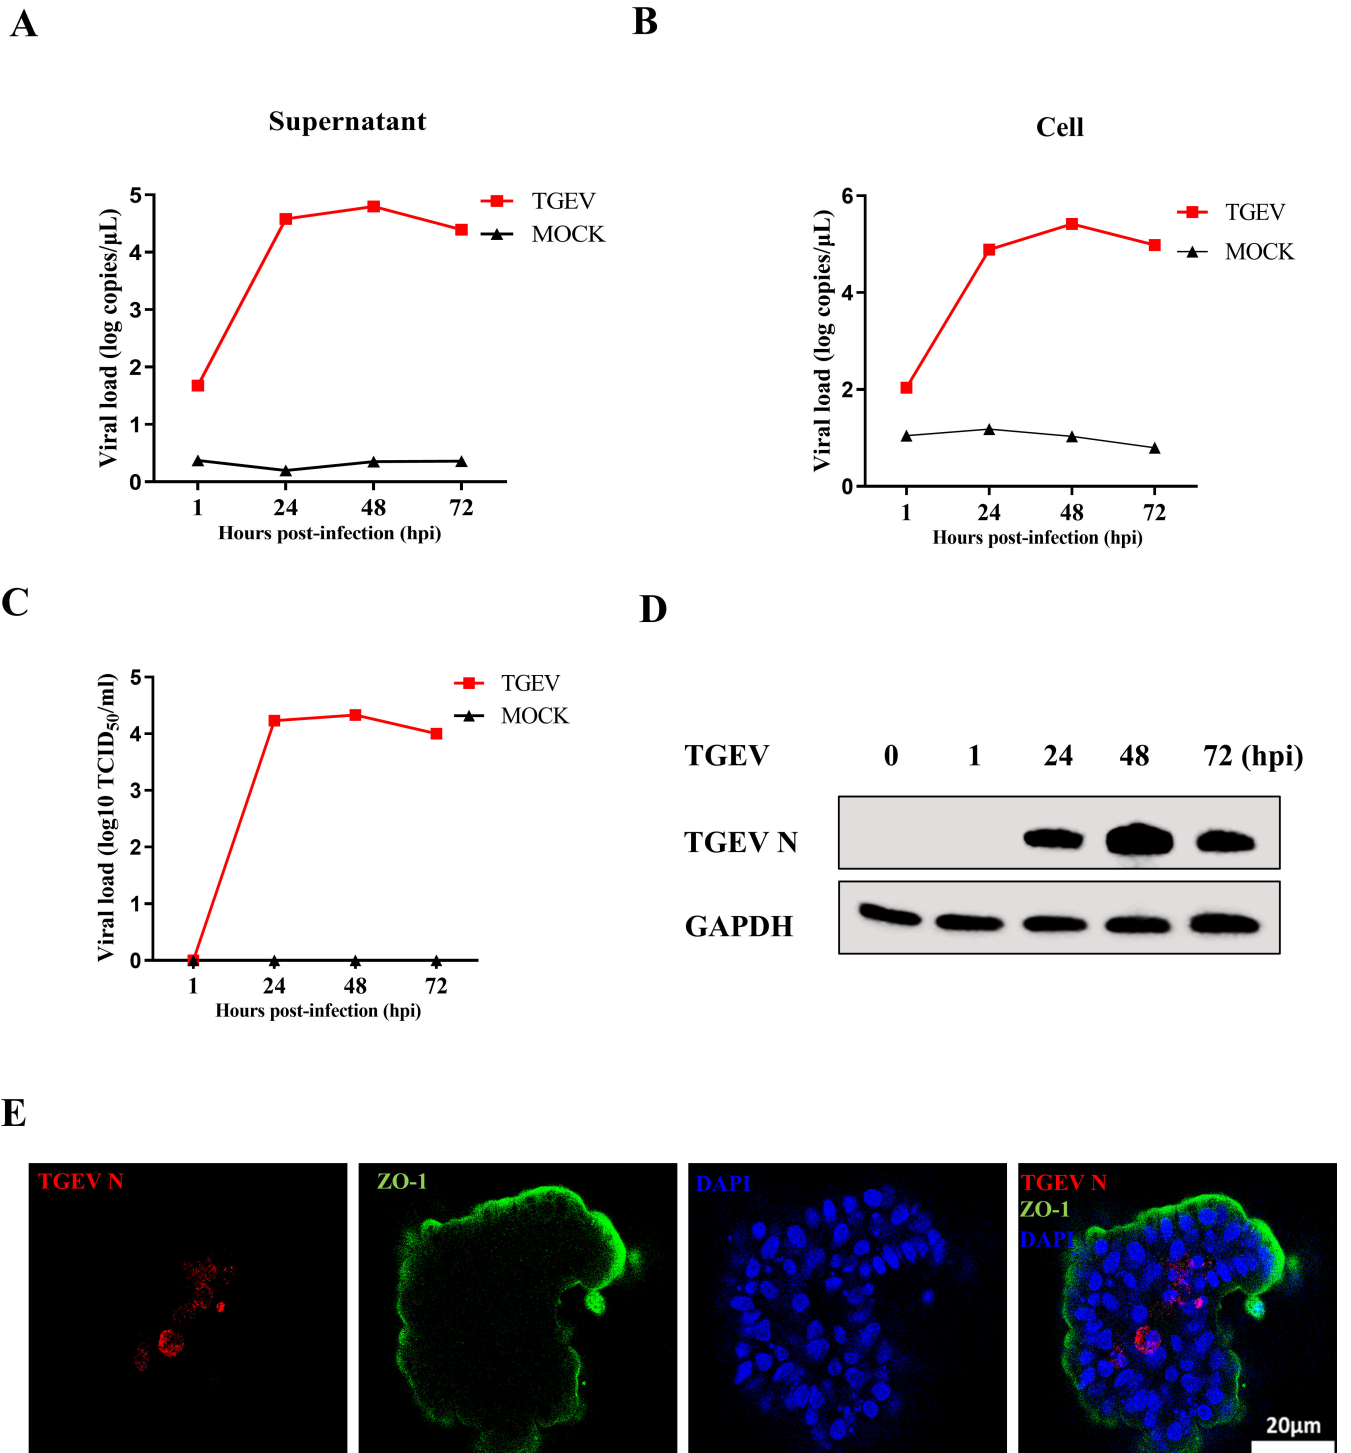 A
Supernatant
Viral load (log copies/μL)
5
4
3
2
1
0
1 24 48 72
Hours post-infection (hpi)
TGEV
MOCK
B
Cell
Viral load (log copies/μL)
6
4
2
0
1 24 48 72
Hours post-infection (hpi)
TGEV
MOCK
C
Viral load (log10 TCID50/ml)
5
4
3
2
1
0
1 24 48 72
Hours post-infection (hpi)
TGEV
MOCK
D
TGEV 0 1 24 48 72 (hpi)
TGEV N
GAPDH
E
TGEV N
ZO-1
DAPI
TGEV N
ZO-1
DAPI
20μm